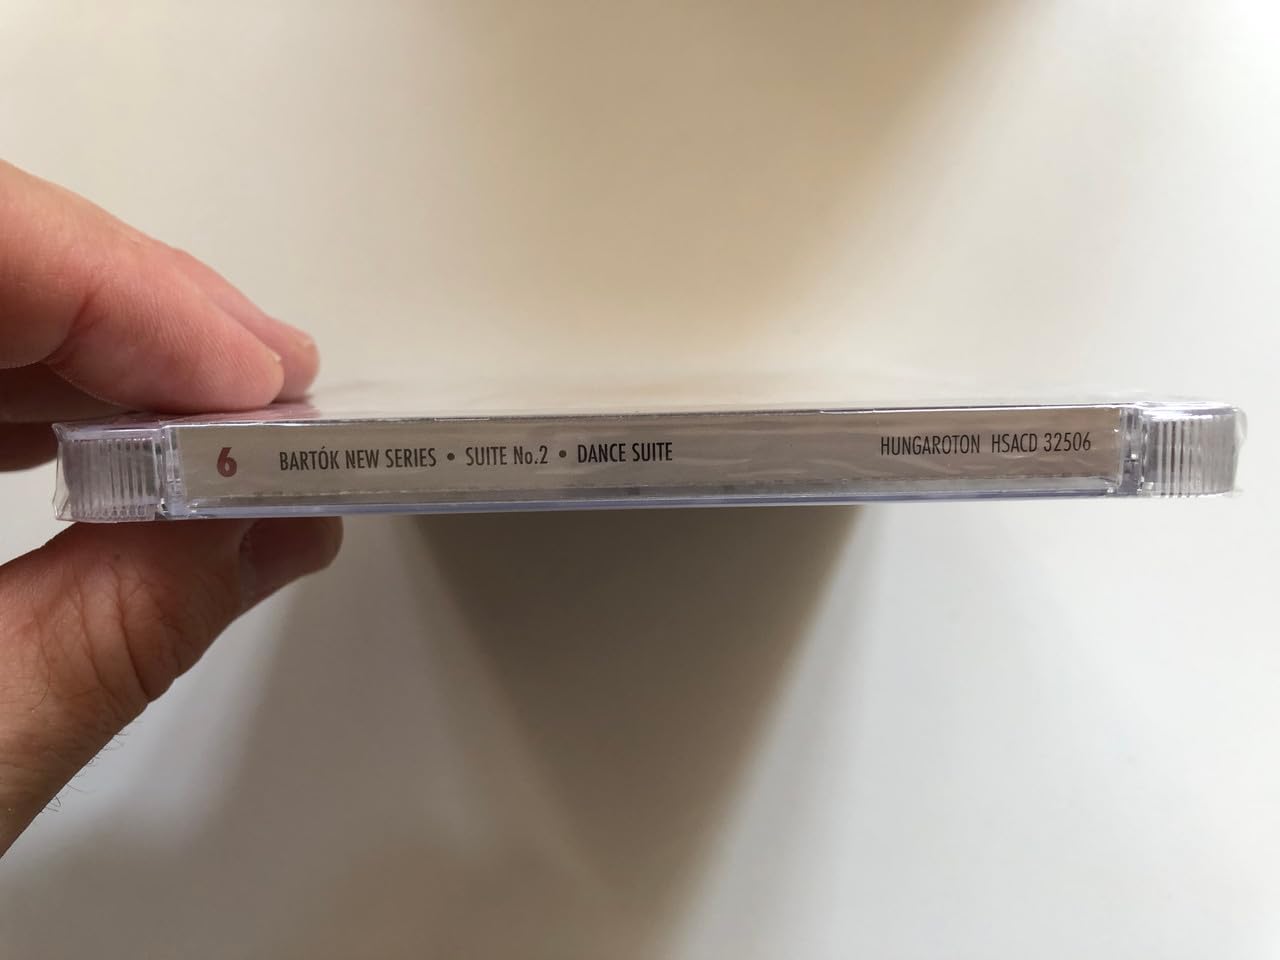 6 BARTÓK NEW SERIES • SUITE No.2 • DANCE SUITE HUNGAROTON HSACD 32506